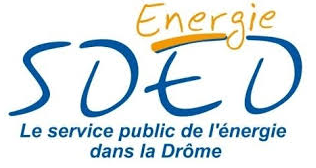 Energie
SDED
Le service public de l'énergie
dans la Drôme